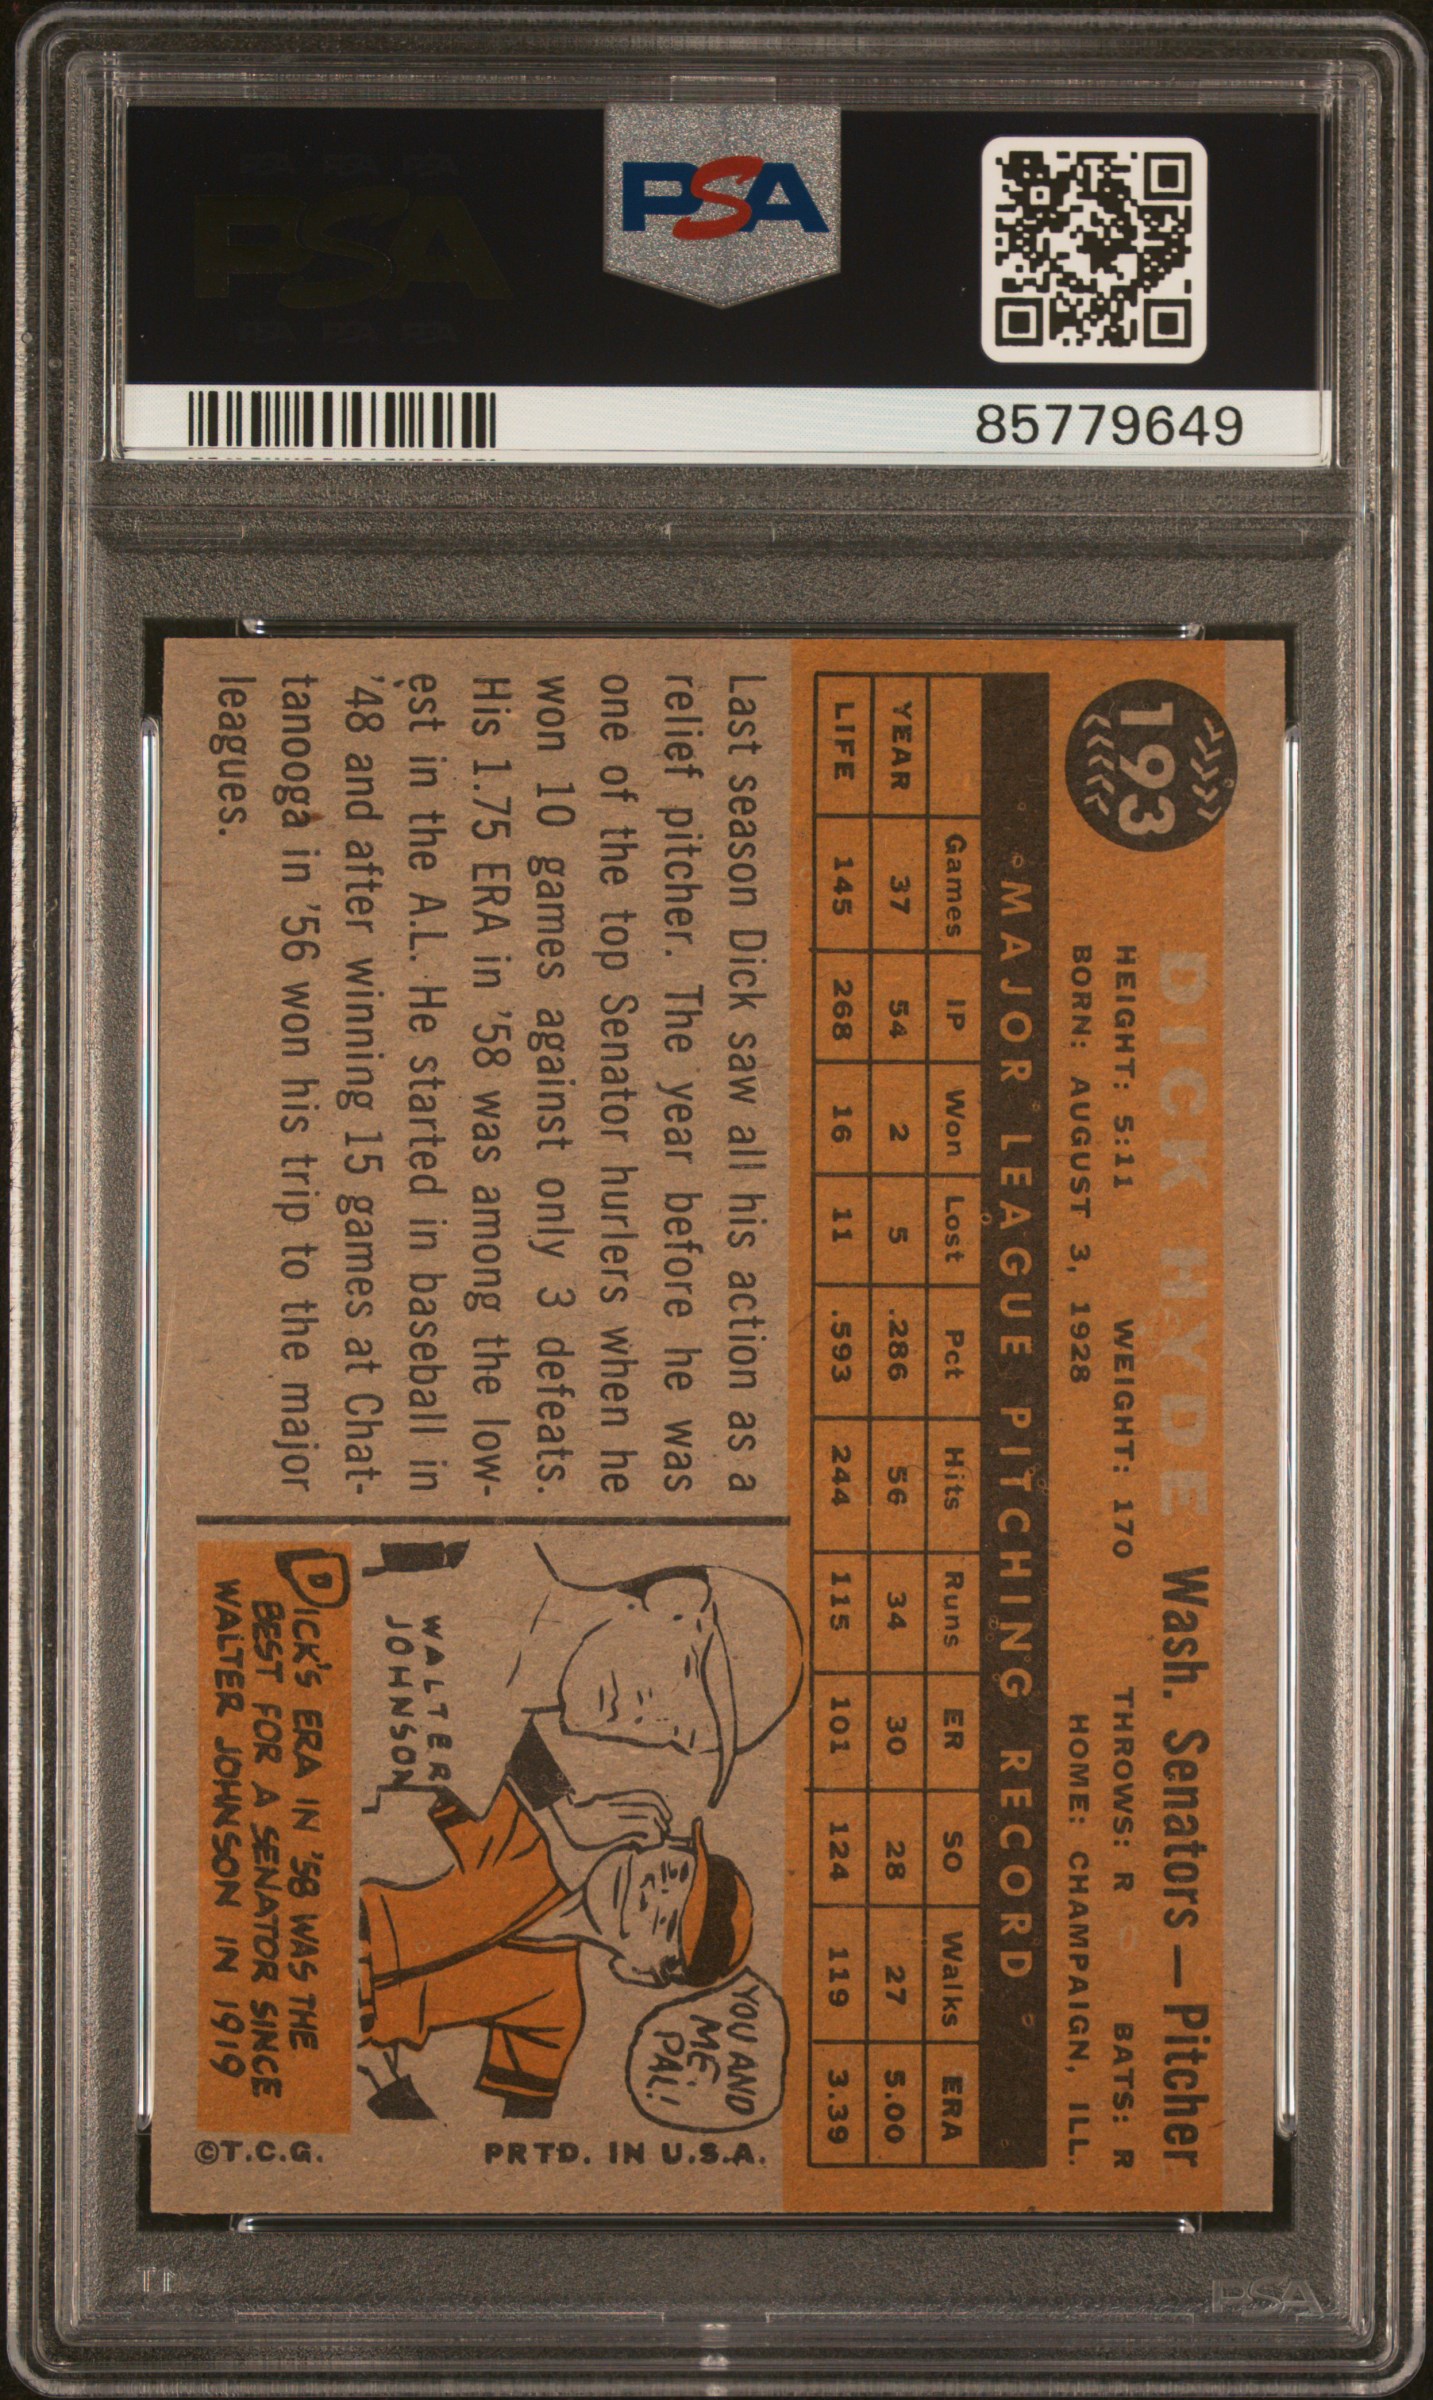 PSA
85779649
193
DICK HYDE Wash. Senators — Pitcher
HEIGHT: 5:11 WEIGHT: 170 THROWS: R BATS: R
BORN: AUGUST 3, 1928 HOME: CHAMPAIGN, ILL.
MAJOR LEAGUE PITCHING RECORD
Games IP Won Lost Pct Hits Runs ER SO Walks ERA
YEAR 37 54 2 5 .286 56 34 30 28 27 5.00
LIFE 145 268 16 11 .593 244 115 101 124 119 3.39
Last season Dick saw all his action as a
relief pitcher. The year before he was
one of the top Senator hurlers when he
won 10 games against only 3 defeats.
His 1.75 ERA in '58 was among the low-
est in the A.L. He started in baseball in
'48 and after winning 15 games at Chat-
tanooga in '56 won his trip to the major
leagues.
YOU AND
ME,
PAL!
WALTER
JOHNSON
DICK'S ERA IN '58 WAS THE
BEST FOR A SENATOR SINCE
WALTER JOHNSON IN 1919
PRTD. IN U.S.A.
©T.C.G.
PSA